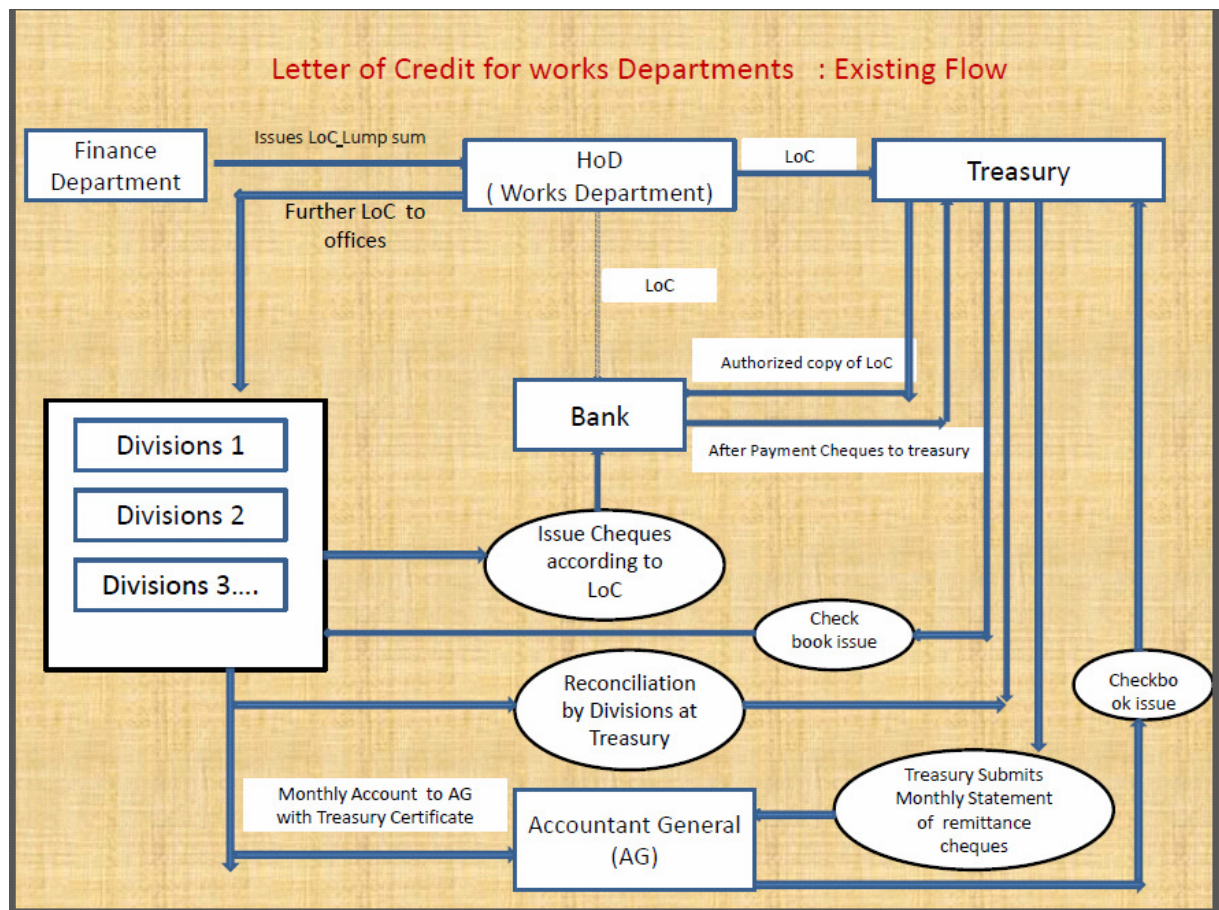 Letter of Credit for works Departments : Existing Flow
Finance
Department
Issues LoC_Lump sum
HoD
( Works Department)
LoC
Treasury
Further LoC to
offices
LoC
Authorized copy of LoC
Bank
After Payment Cheques to treasury
Divisions 1
Divisions 2
Divisions 3....
Issue Cheques
according to
LoC
Check
book issue
Reconciliation
by Divisions at
Treasury
Checkbo
ok issue
Monthly Account to AG
with Treasury Certificate
Accountant General
(AG)
Treasury Submits
Monthly Statement
of remittance
cheques